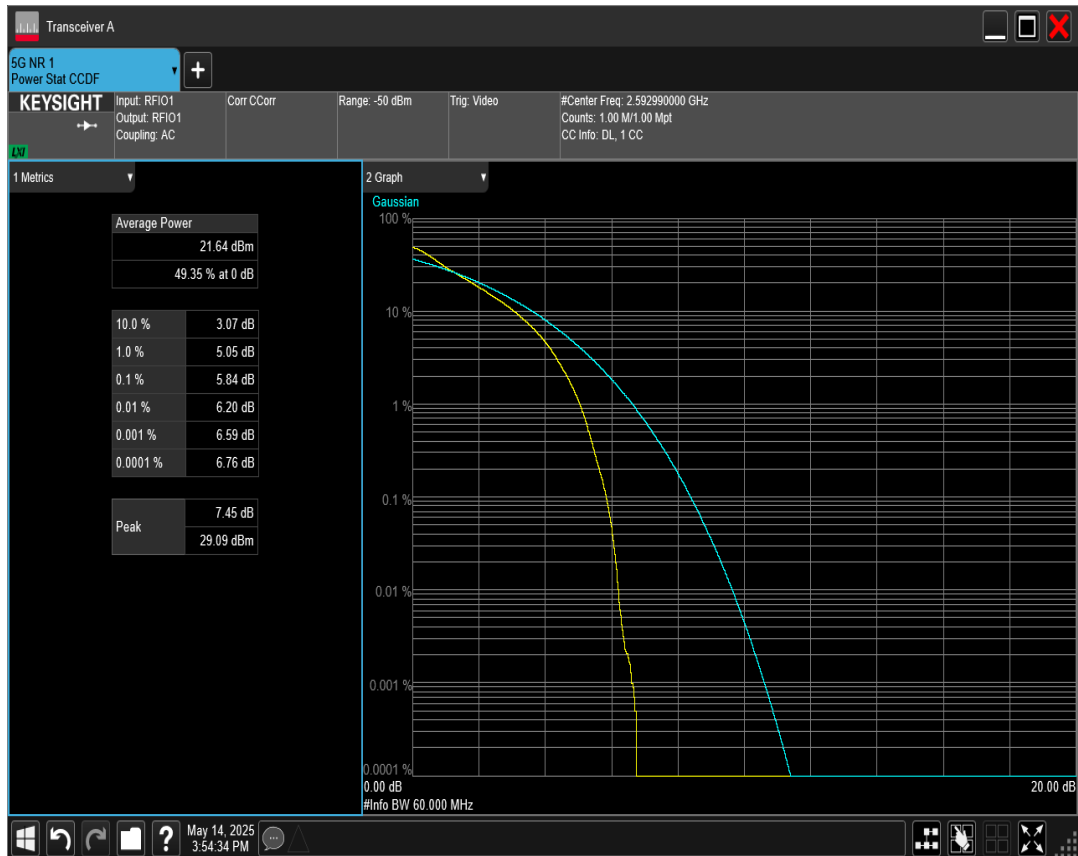 Transceiver A
5G NR 1
Power Stat CCDF
+
KEYSIGHT
LXI
Input: RFIO1
Output: RFIO1
Coupling: AC
Corr CCorr
Range: -50 dBm
Trig: Video
#Center Freq: 2.592990000 GHz
Counts: 1.00 M/1.00 Mpt
CC Info: DL, 1 CC
1 Metrics
Average Power
21.64 dBm
49.35 % at 0 dB
10.0 % 3.07 dB
1.0 % 5.05 dB
0.1 % 5.84 dB
0.01 % 6.20 dB
0.001 % 6.59 dB
0.0001 % 6.76 dB
Peak 7.45 dB
29.09 dBm
2 Graph
Gaussian
100 %
10 %
1 %
0.1 %
0.01 %
0.001 %
0.0001 %
0.00 dB 20.00 dB
#Info BW 60.000 MHz
?
May 14, 2025
3:54:34 PM